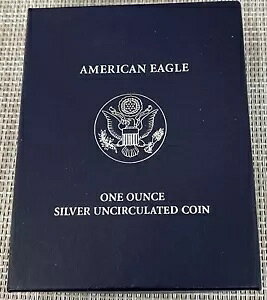 AMERICAN EAGLE
ONE OUNCE
SILVER UNCIRCULATED COIN